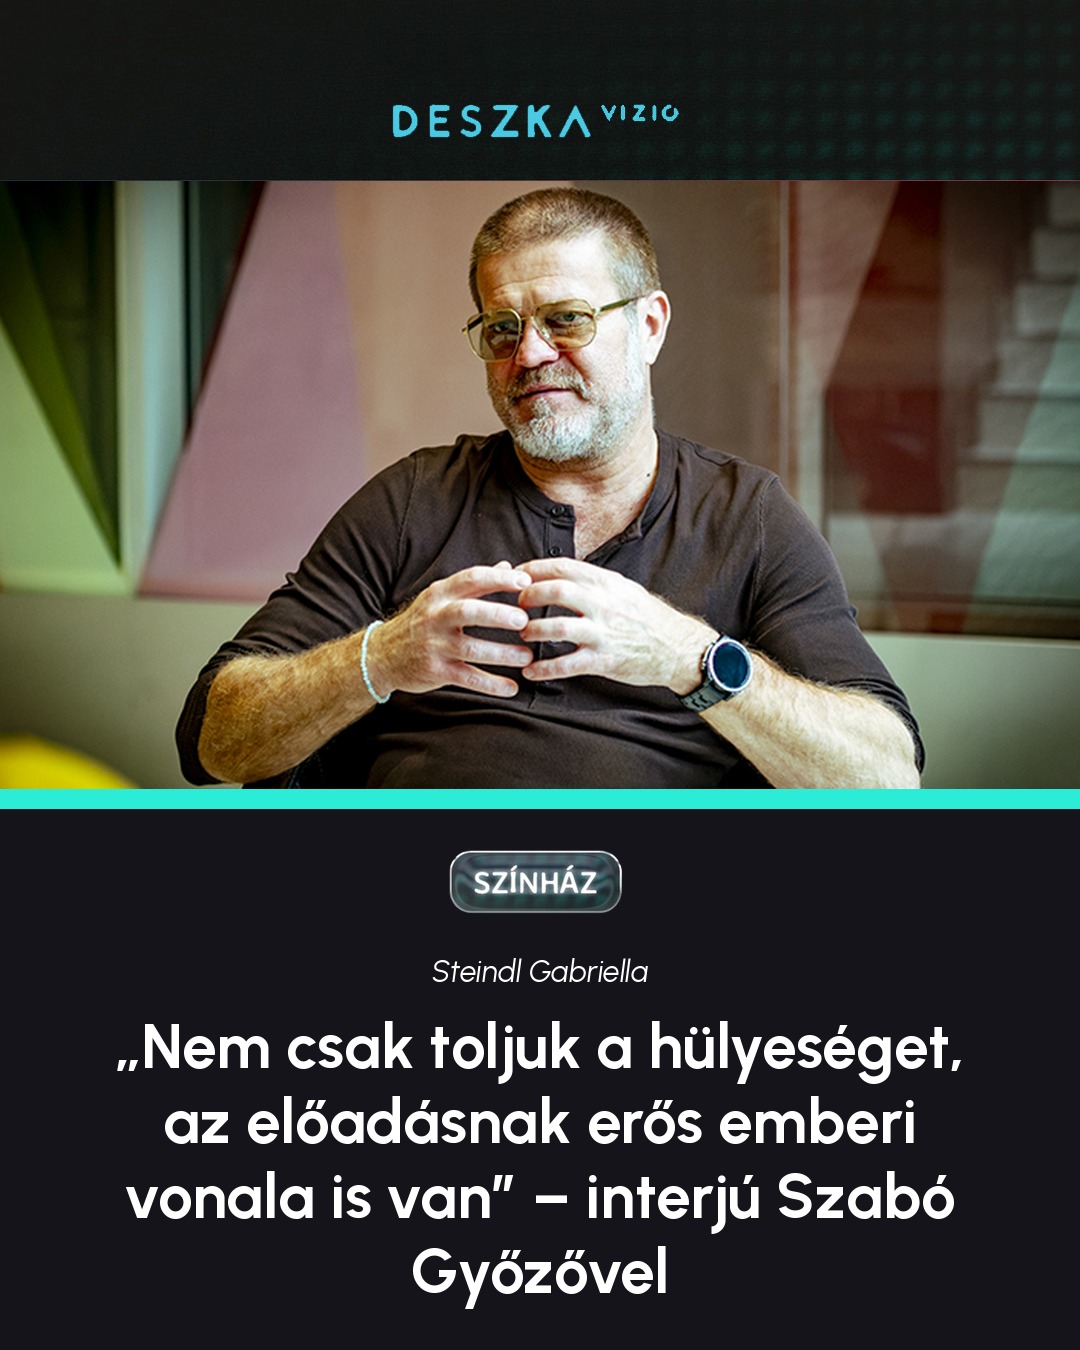 DESZKA VIZIO
SZÍNHÁZ
Steindl Gabriella
„Nem csak toljuk a hülyeséget,
az előadásnak erős emberi
vonala is van” – interjú Szabó
Győzővel